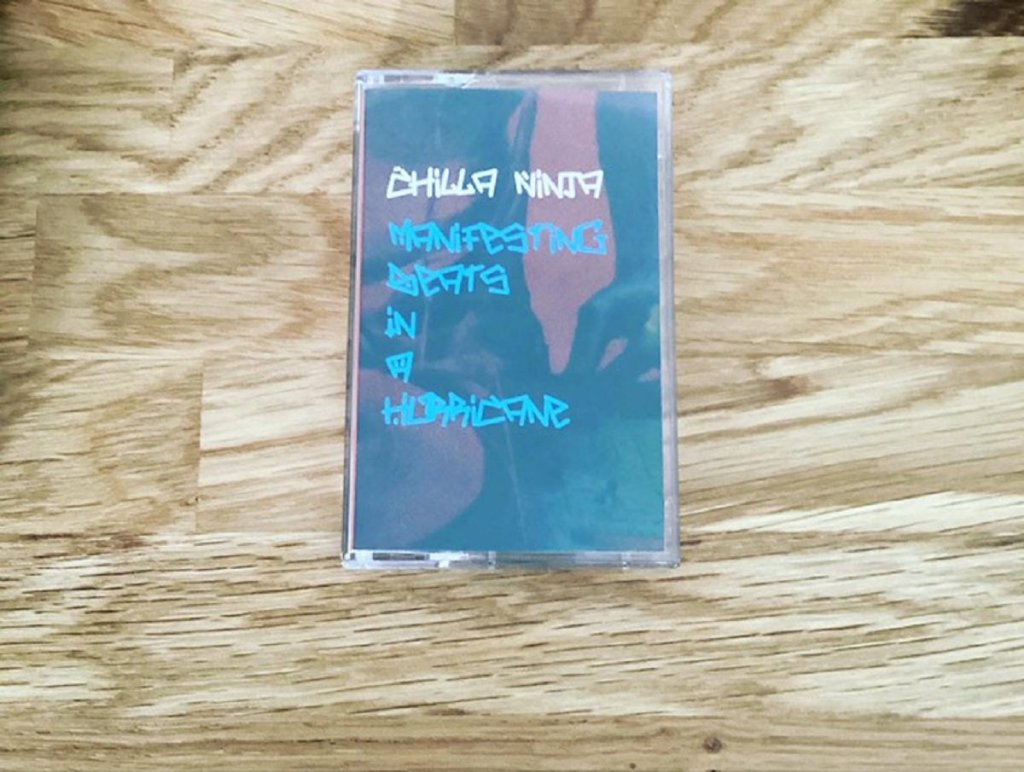 CHILLA NINJA
MANIFESTING
BEATS
IN
A
HURRICANE